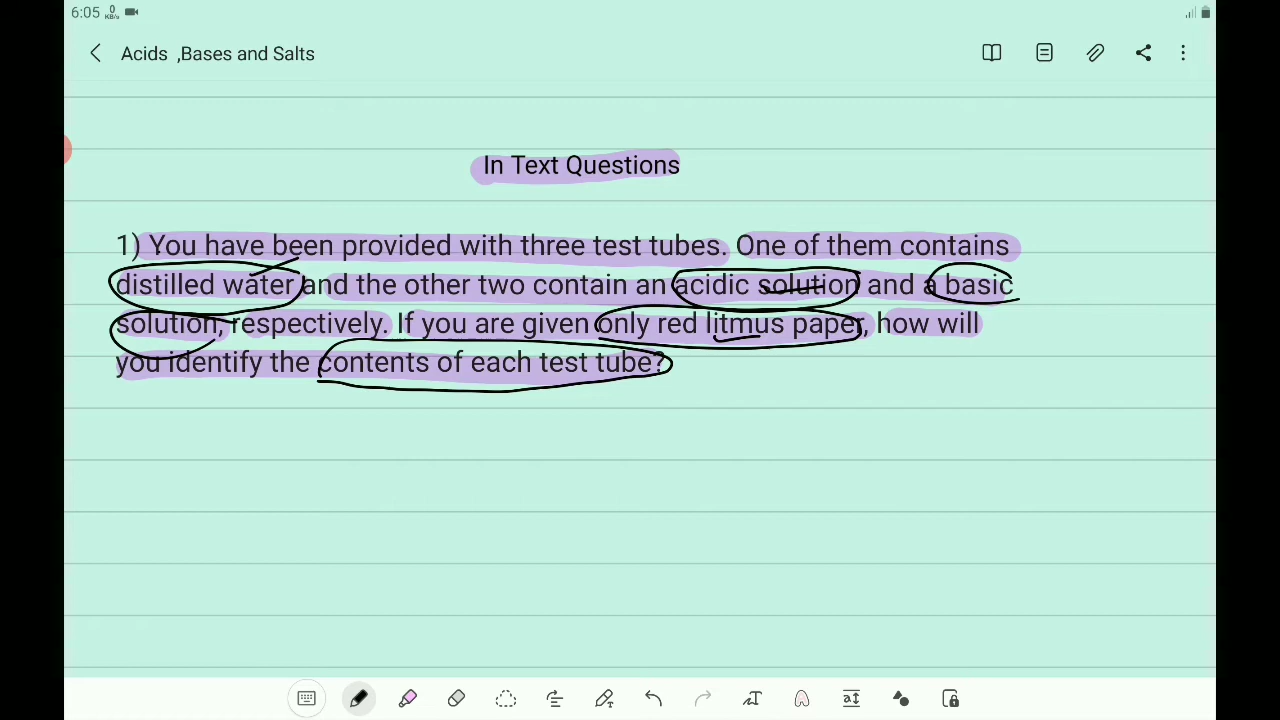 6:05 0 KB/s
Acids ,Bases and Salts
In Text Questions
1) You have been provided with three test tubes. One of them contains
distilled water and the other two contain an acidic solution and a basic
solution, respectively. If you are given only red litmus paper, how will
you identify the contents of each test tube?